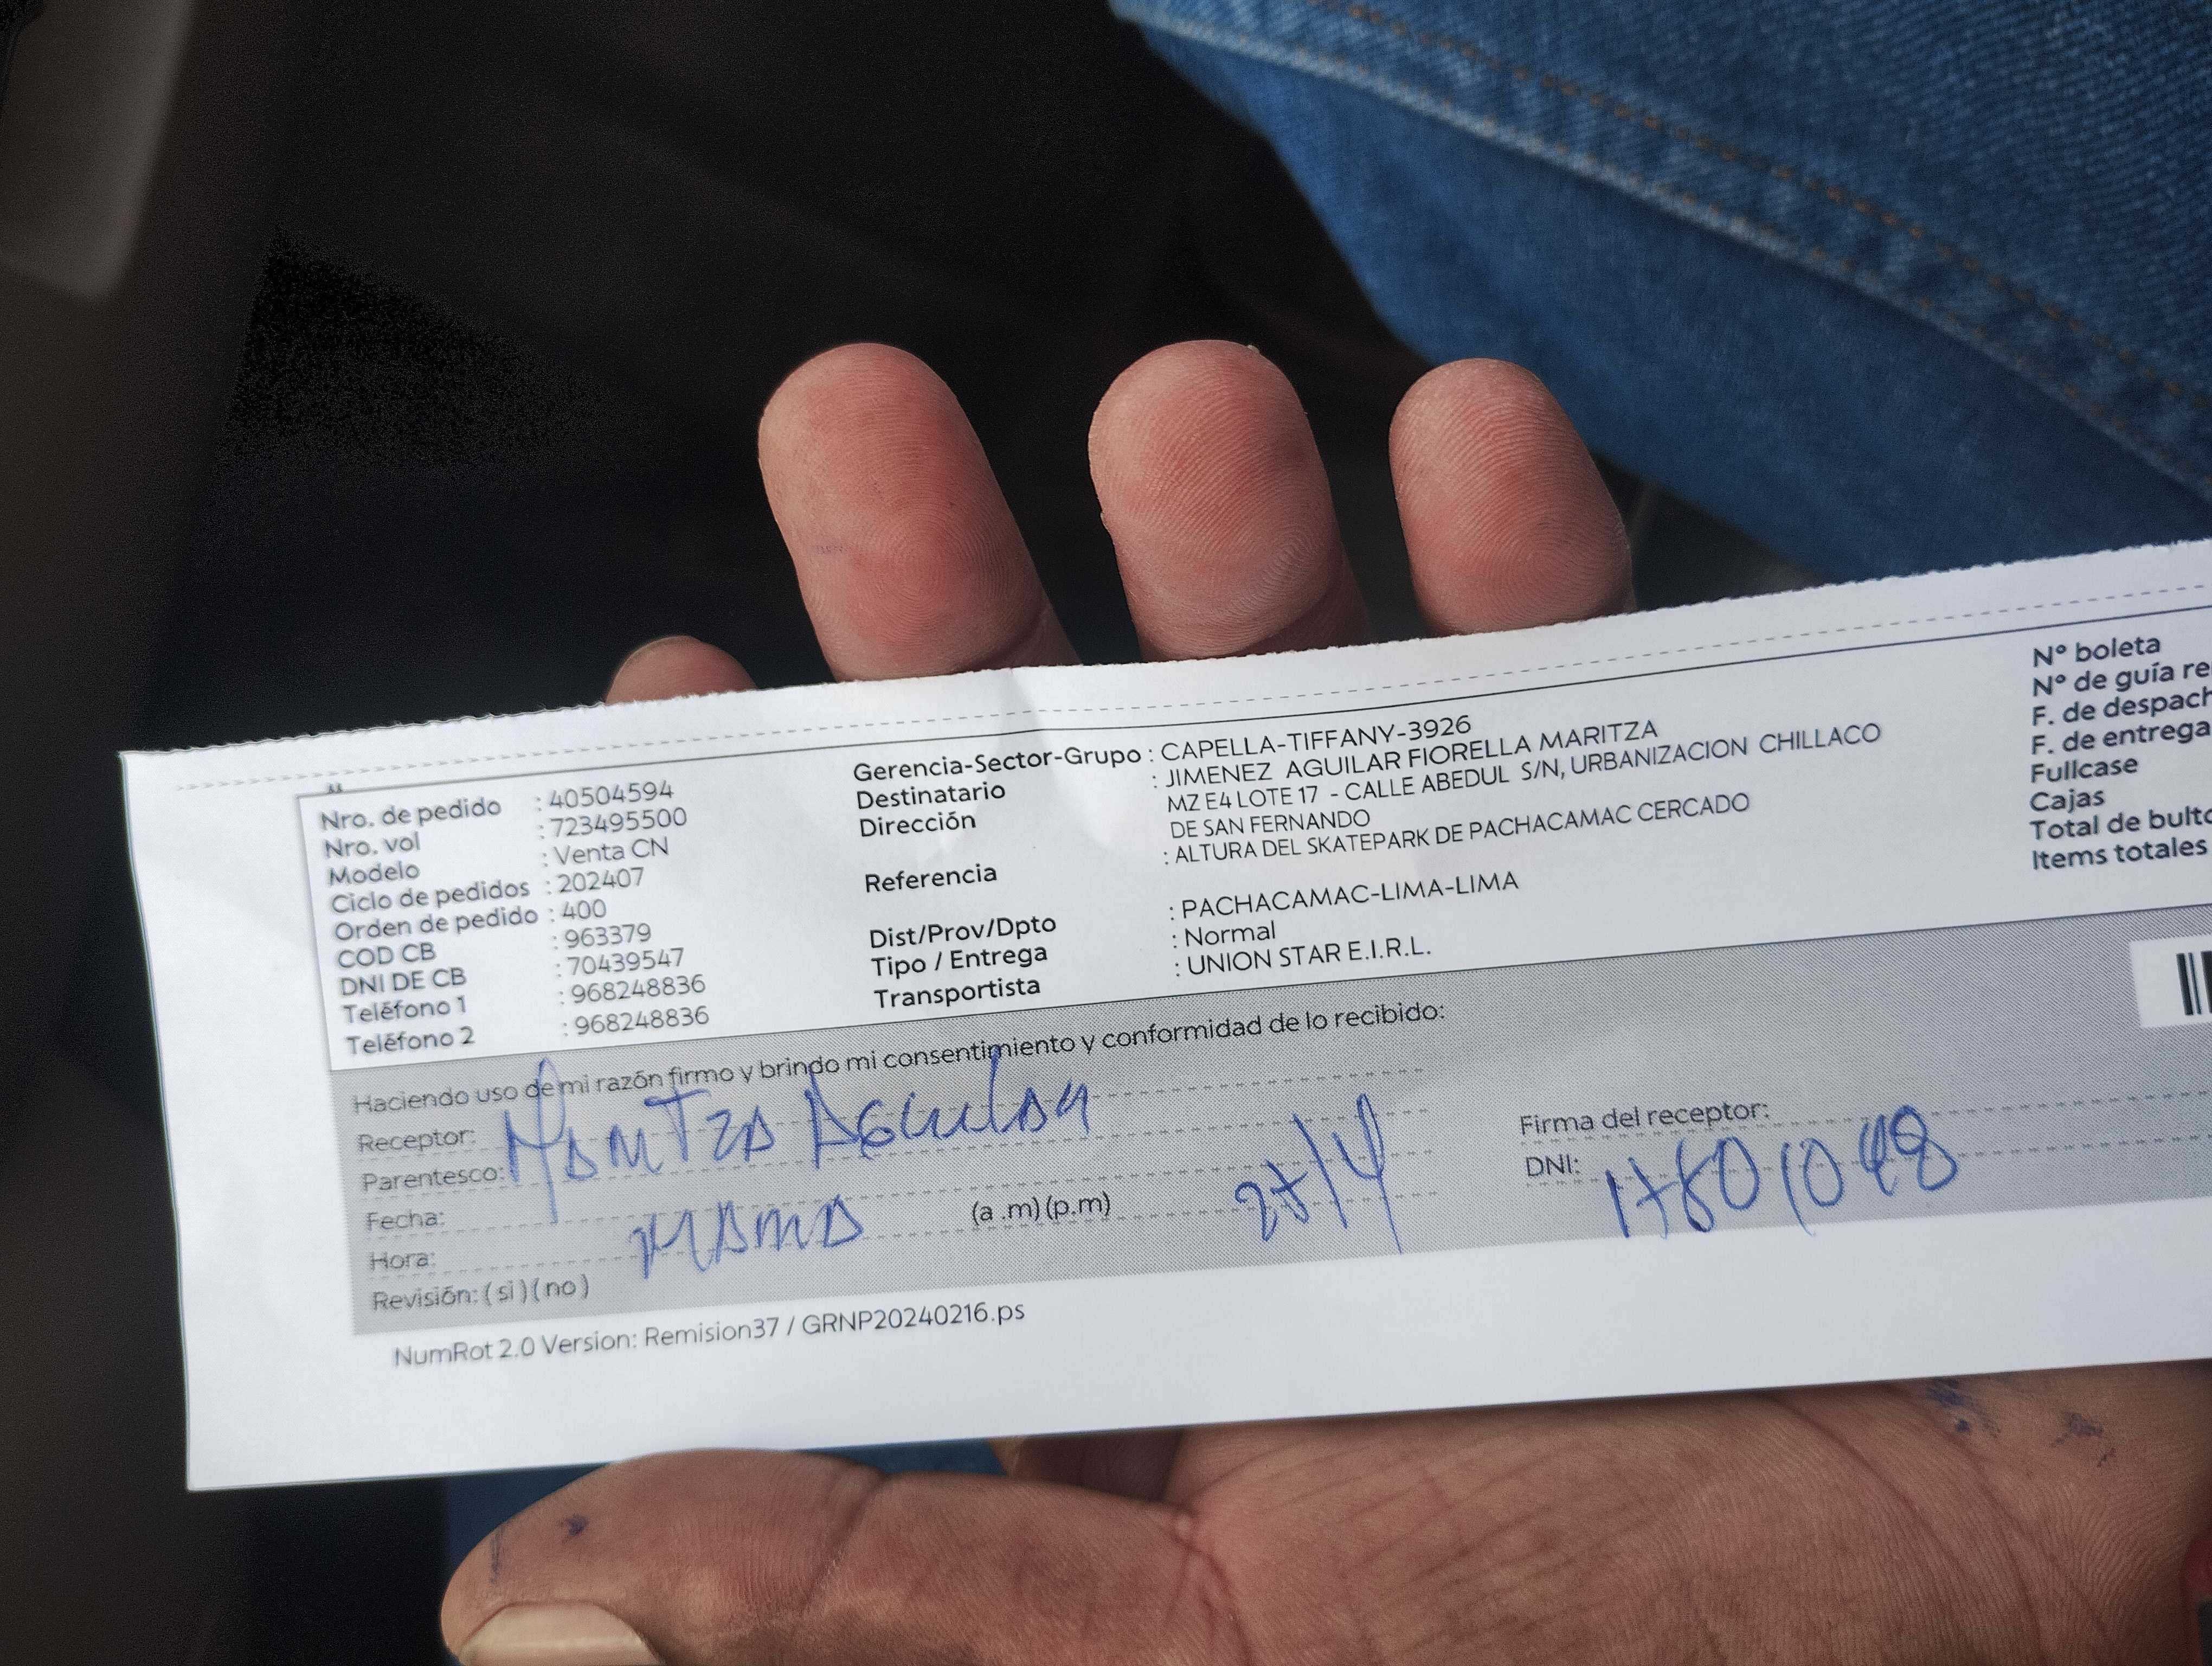 Nro. de pedido : 40504594
Nro. vol : 723495500
Modelo : Venta CN
Ciclo de pedidos : 202407
Orden de pedido : 400
COD CB : 963379
DNI DE CB : 70439547
Teléfono 1 : 968248836
Teléfono 2 : 968248836
Gerencia-Sector-Grupo : CAPELLA-TIFFANY-3926
Destinatario : JIMENEZ AGUILAR FIORELLA MARITZA
Dirección MZ E4 LOTE 17 - CALLE ABEDUL S/N, URBANIZACION CHILLACO
DE SAN FERNANDO
Referencia : ALTURA DEL SKATEPARK DE PACHACAMAC CERCADO
Dist/Prov/Dpto : PACHACAMAC-LIMA-LIMA
Tipo / Entrega : Normal
Transportista : UNION STAR E.I.R.L.
N° boleta
N° de guía re
F. de despach
F. de entrega
Fullcase
Cajas
Total de bulto
Items totales
Haciendo uso de mi razón firmo y brindo mi consentimiento y conformidad de lo recibido:
Receptor: Maritza Aguilar
Parentesco:
Fecha:
mama (a .m) (p.m) 27/4
Hora:
Revisión: ( si ) ( no )
Firma del receptor:
DNI: 17801048
NumRot 2.0 Version: Remision37 / GRNP20240216.ps